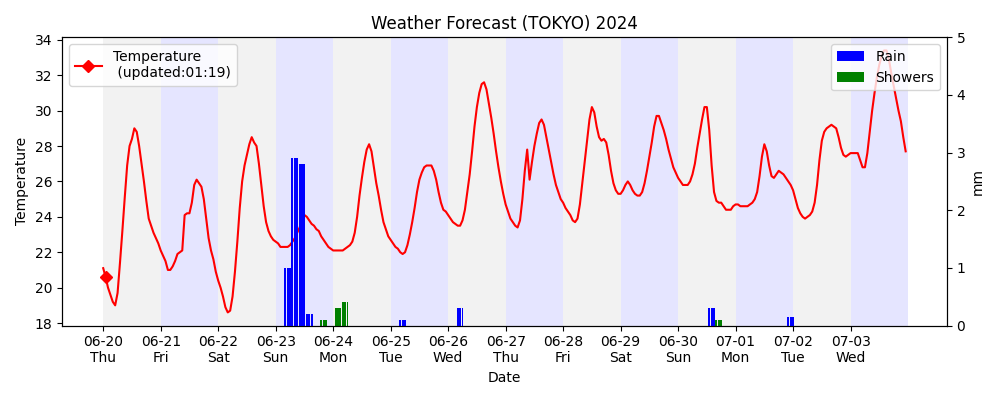 Weather Forecast (TOKYO) 2024
Temperature
(updated:01:19)
Rain
Showers
Temperature
34
32
30
28
26
24
22
20
18
5
4
3
2
1
0
mm
06-20 06-21 06-22 06-23 06-24 06-25 06-26 06-27 06-28 06-29 06-30 07-01 07-02 07-03
Thu Fri Sat Sun Mon Tue Wed Thu Fri Sat Sun Mon Tue Wed
Date